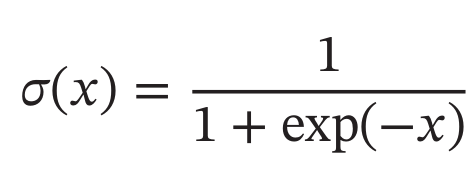 σ(x) = 1 / (1 + exp(−x))